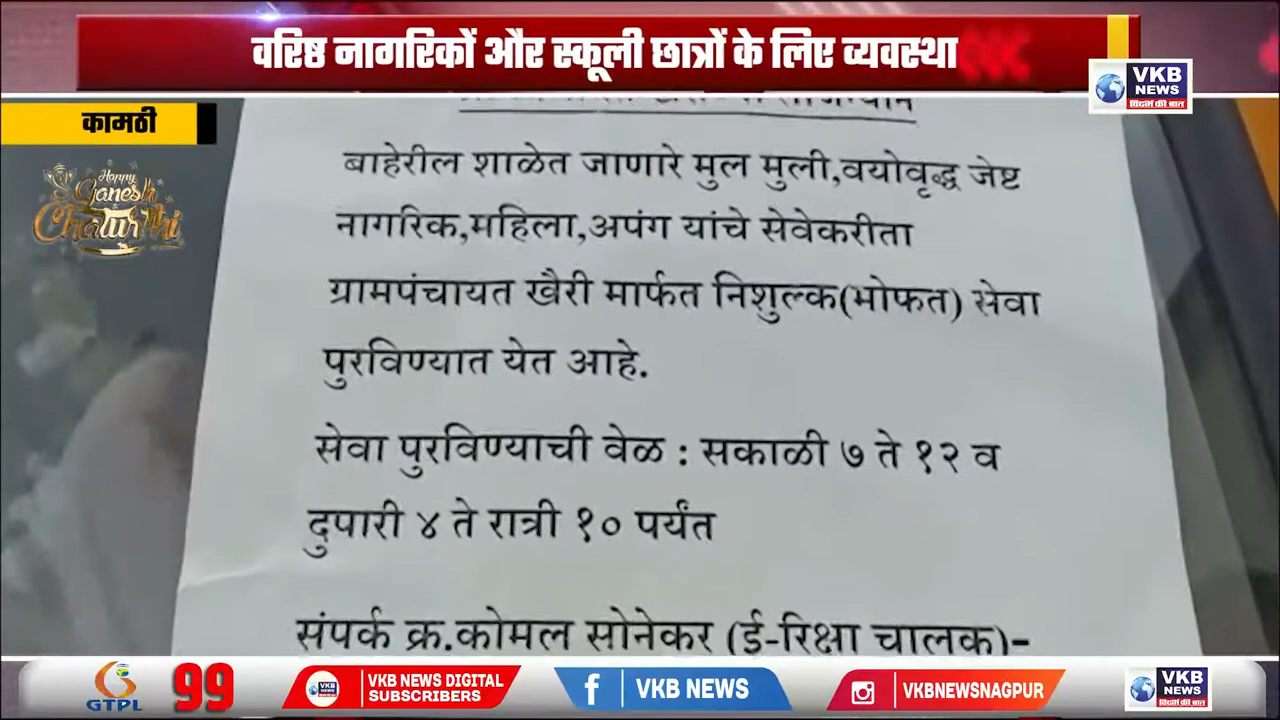 वरिष्ठ नागरिकों और स्कूली छात्रों के लिए व्यवस्था
VKB
NEWS
विदर्भ की बात
कामठी
Happy
Ganesh
Chaturthi
बाहेरील शाळेत जाणारे मुल मुली,वयोवृद्ध जेष्ट
नागरिक,महिला,अपंग यांचे सेवेकरीता
ग्रामपंचायत खैरी मार्फत निशुल्क(मोफत) सेवा
पुरविण्यात येत आहे.
सेवा पुरविण्याची वेळ : सकाळी ७ ते १२ व
दुपारी ४ ते रात्री १० पर्यंत
संपर्क क्र.कोमल सोनेकर (ई-रिक्षा चालक)-
GTPL
99
VKB NEWS DIGITAL
SUBSCRIBERS
VKB NEWS
VKBNEWSNAGPUR
VKB
NEWS
विदर्भ की बात